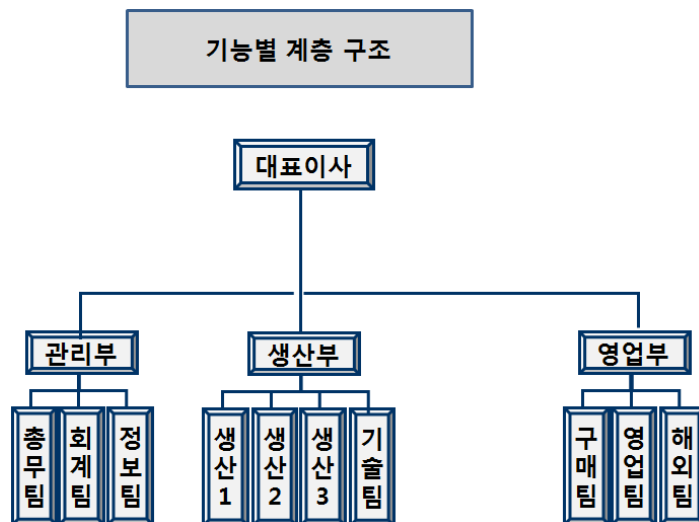 기능별 계층 구조
대표이사
관리부
생산부
영업부
총무팀
회계팀
정보팀
생산1
생산2
생산3
기술팀
구매팀
영업팀
해외팀